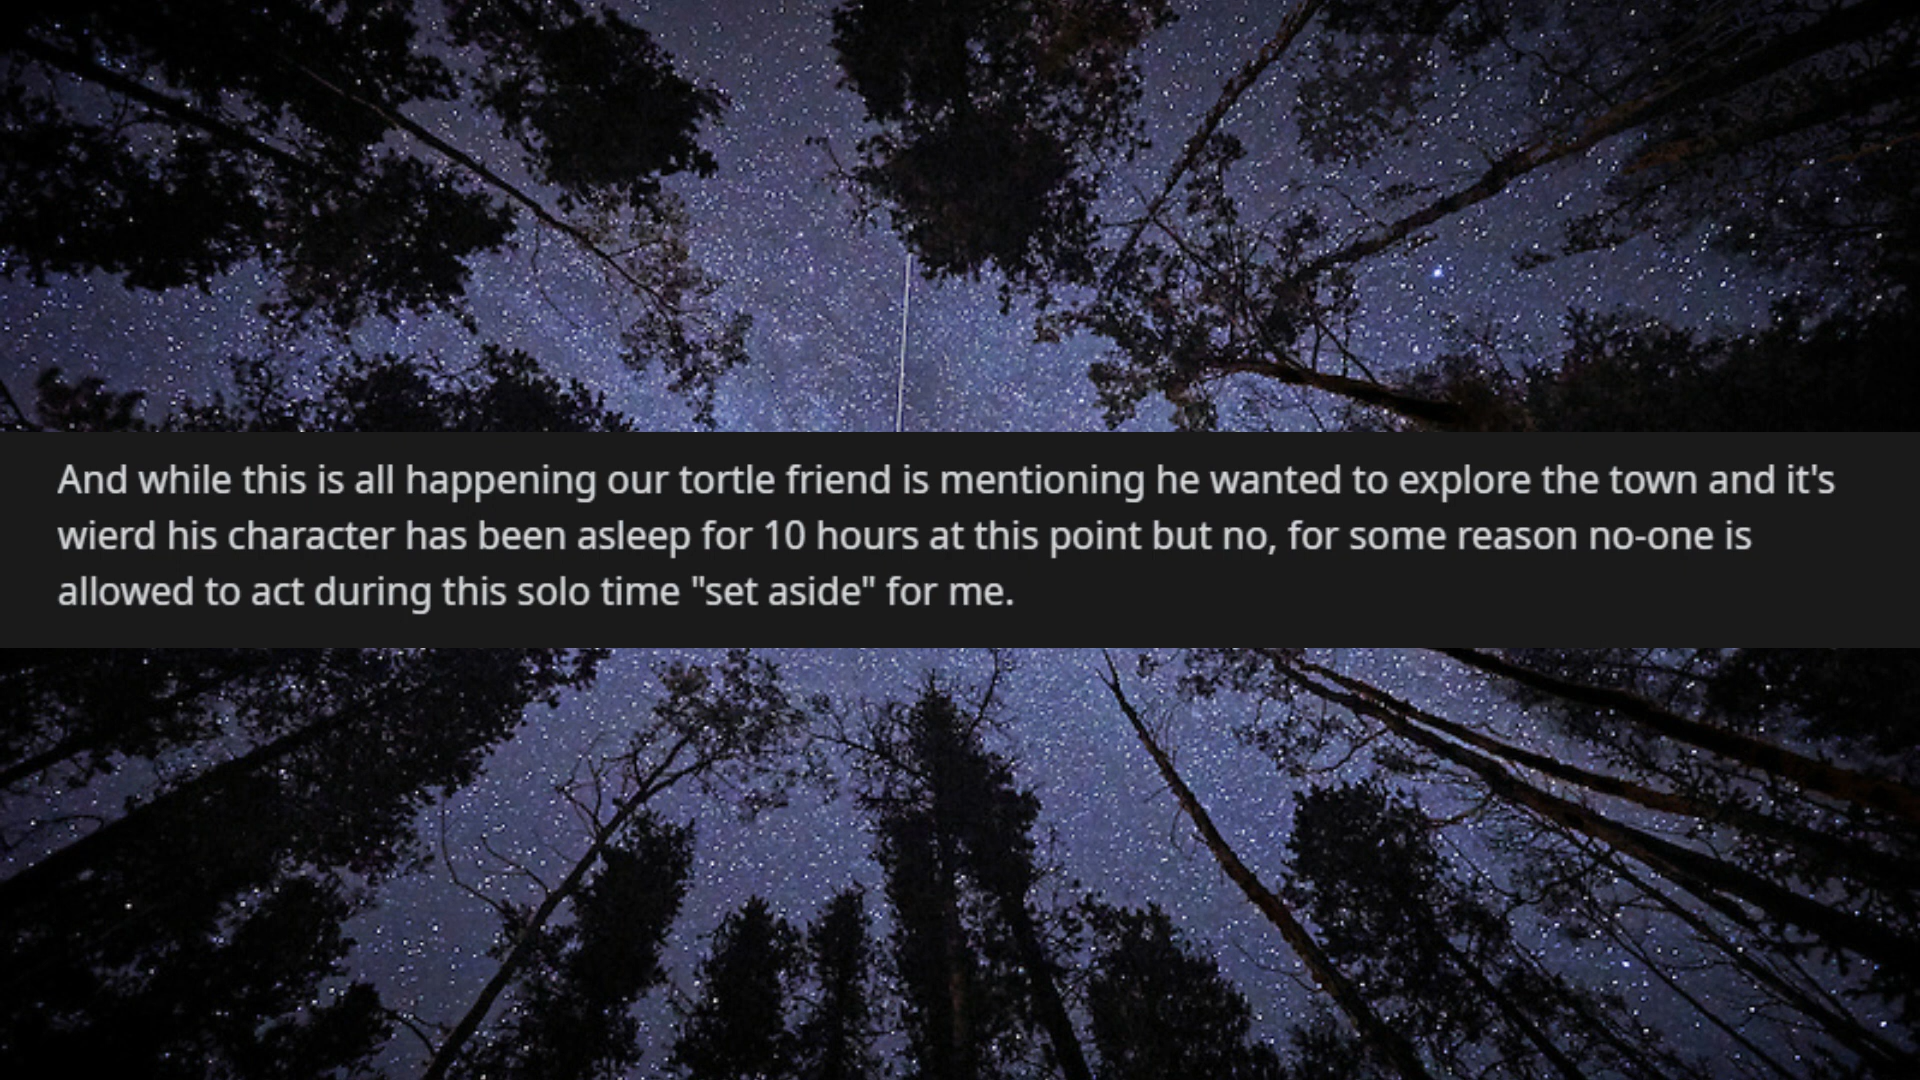 And while this is all happening our tortle friend is mentioning he wanted to explore the town and it's
wierd his character has been asleep for 10 hours at this point but no, for some reason no-one is
allowed to act during this solo time "set aside" for me.